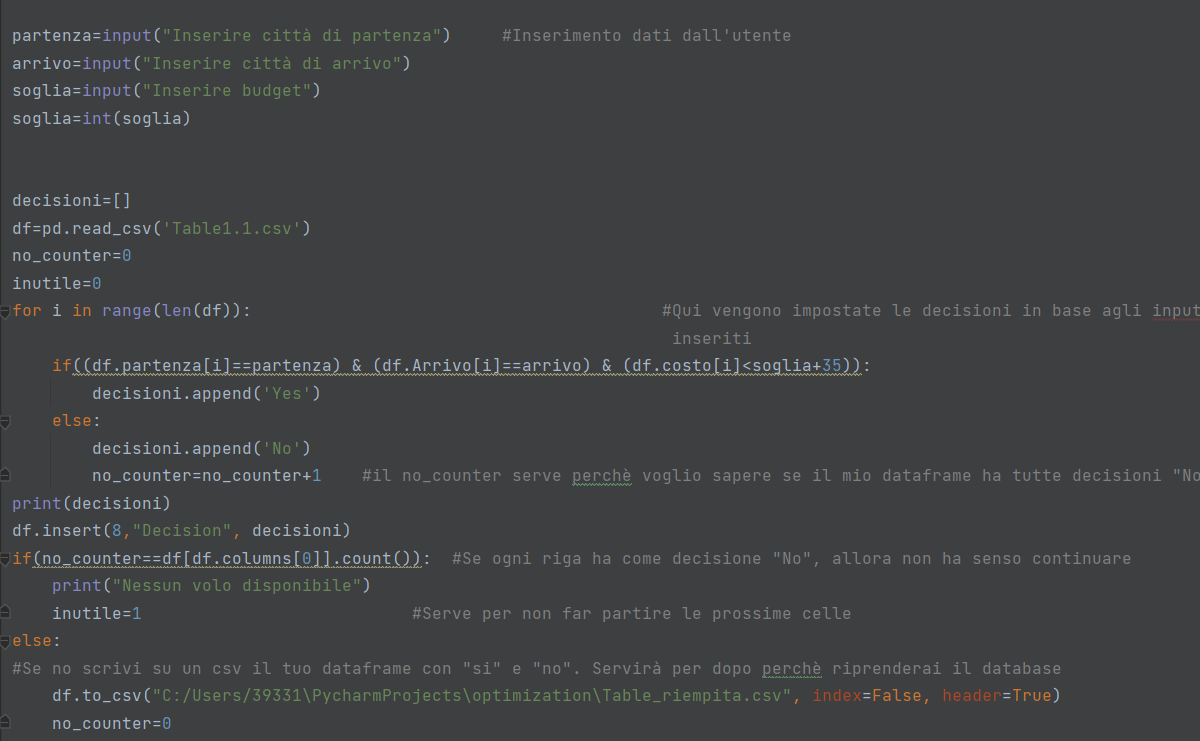 partenza=input("Inserire città di partenza")     #Inserimento dati dall'utente
arrivo=input("Inserire città di arrivo")
soglia=input("Inserire budget")
soglia=int(soglia)
decisioni=[]
df=pd.read_csv('Table1.1.csv')
no_counter=0
inutile=0
for i in range(len(df)):                                         #Qui vengono impostate le decisioni in base agli input
                                                                  inseriti
    if((df.partenza[i]==partenza) & (df.Arrivo[i]==arrivo) & (df.costo[i]<soglia+35)):
        decisioni.append('Yes')
    else:
        decisioni.append('No')
        no_counter=no_counter+1    #il no_counter serve perchè voglio sapere se il mio dataframe ha tutte decisioni "No
print(decisioni)
df.insert(8,"Decision", decisioni)
if(no_counter==df[df.columns[0]].count()):  #Se ogni riga ha come decisione "No", allora non ha senso continuare
    print("Nessun volo disponibile")
    inutile=1                           #Serve per non far partire le prossime celle
else:
#Se no scrivi su un csv il tuo dataframe con "si" e "no". Servirà per dopo perchè riprenderai il database
    df.to_csv("C:/Users/39331\PycharmProjects\optimization\Table_riempita.csv", index=False, header=True)
    no_counter=0